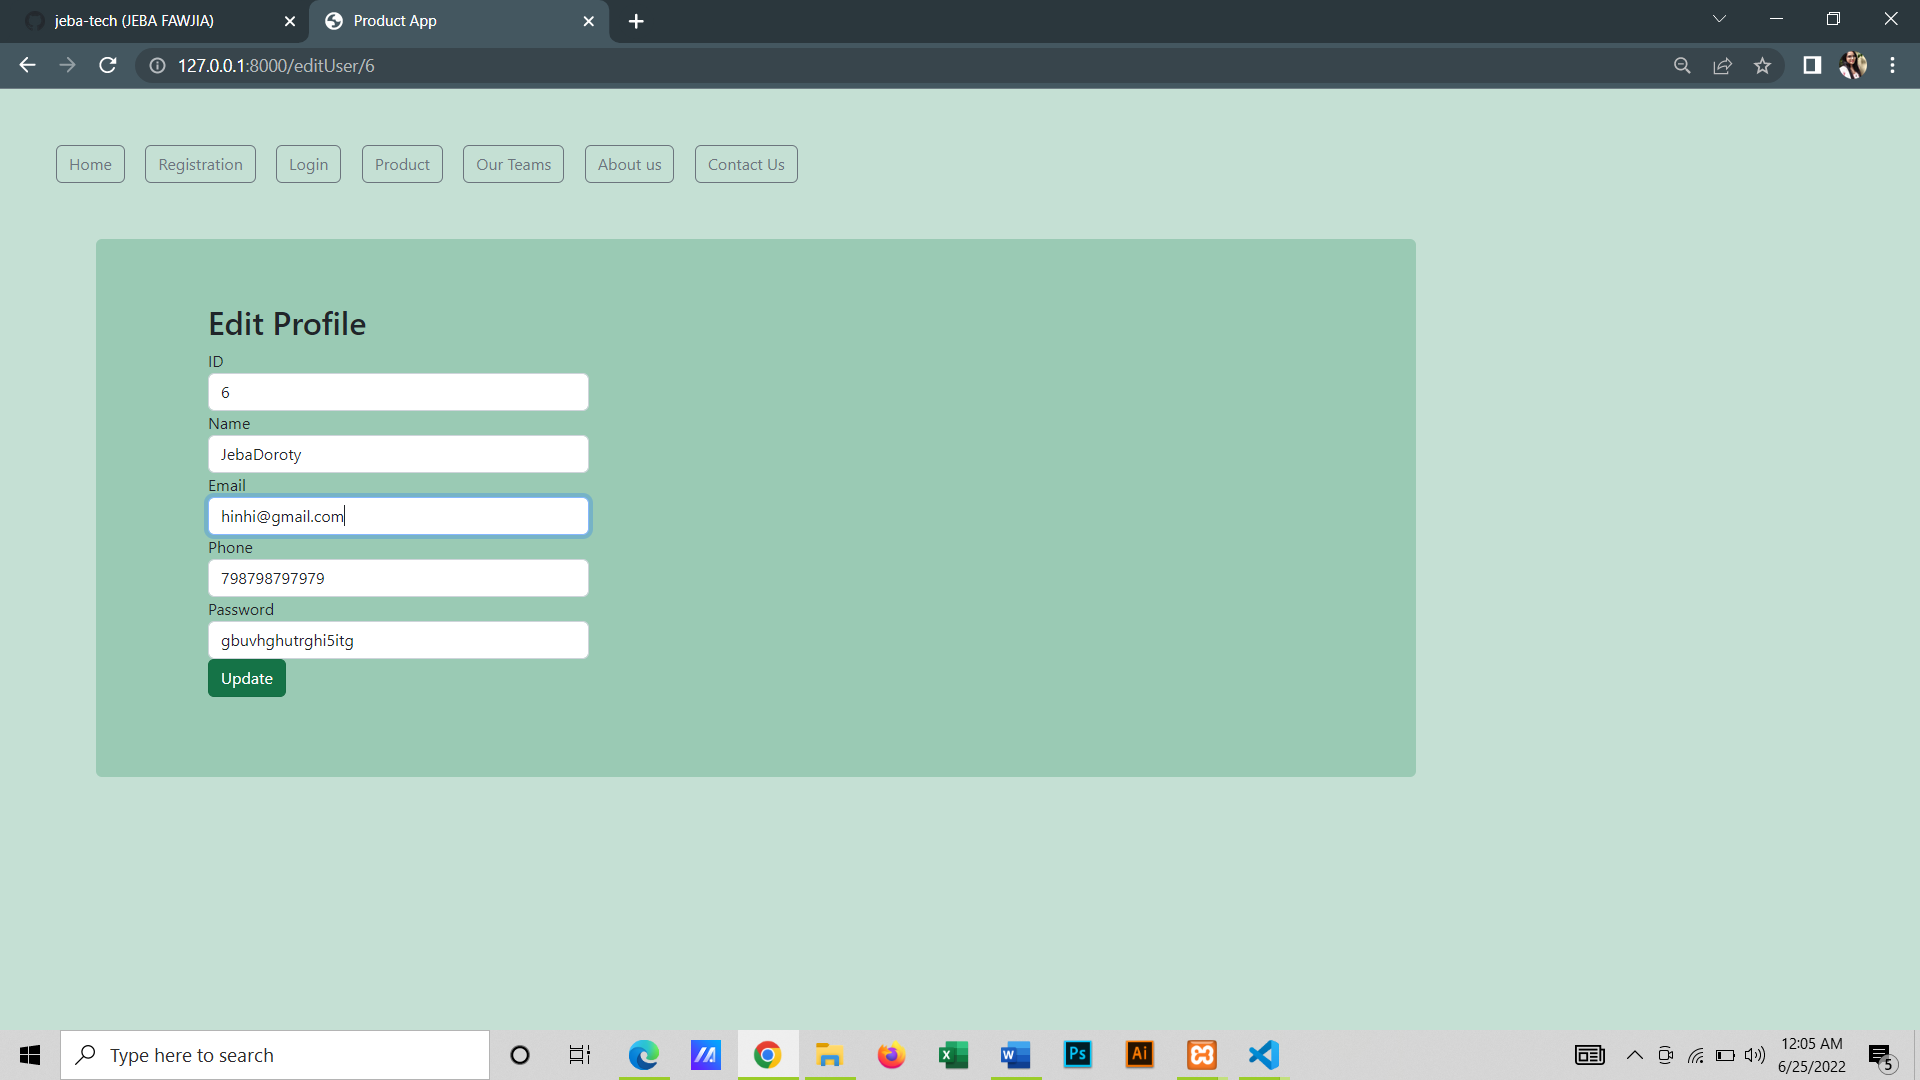 jeba-tech (JEBA FAWJIA)
Product App
127.0.0.1:8000/editUser/6
Home Registration Login Product Our Teams About us Contact Us
Edit Profile
ID
6
Name
JebaDoroty
Email
hinhi@gmail.com
Phone
798798797979
Password
gbuvhghutrghi5itg
Update
Type here to search
X
W
Ps
Ai
12:05 AM
6/25/2022
5